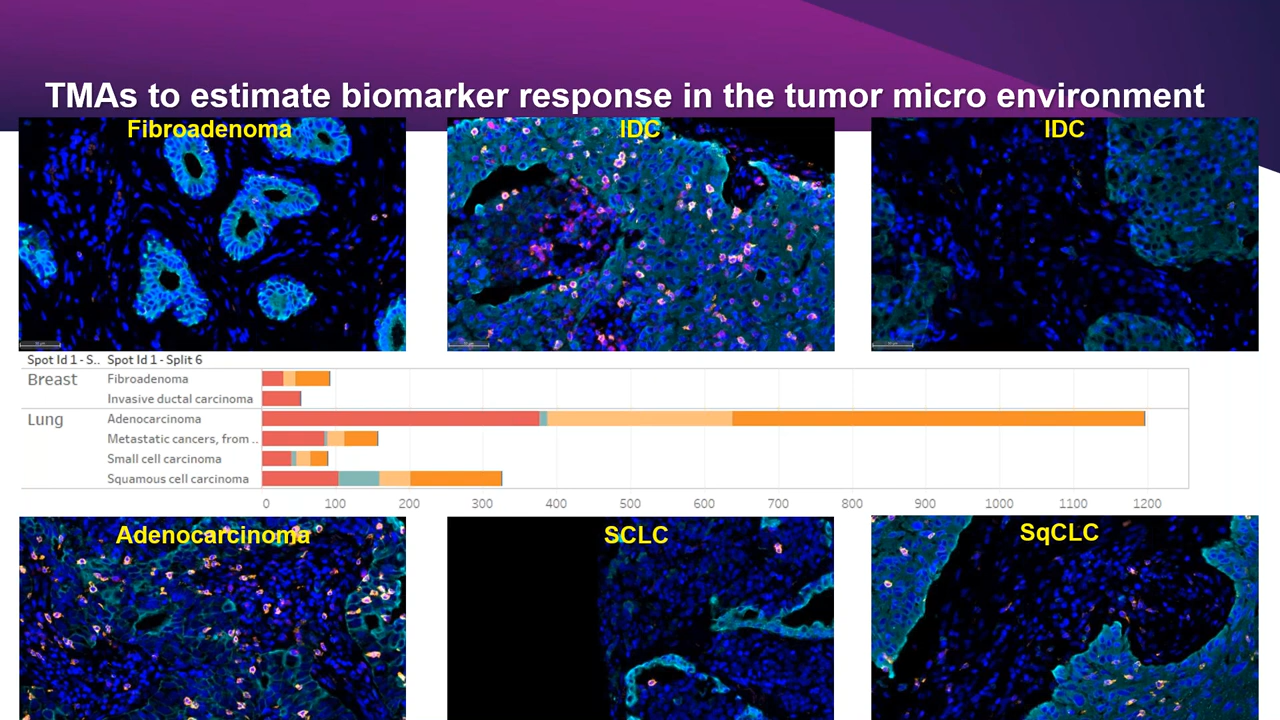 TMAs to estimate biomarker response in the tumor micro environment
Fibroadenoma
IDC
IDC
Spot Id 1 - S.. Spot Id 1 - Split 6
Breast Fibroadenoma
Invasive ductal carcinoma
Lung Adenocarcinoma
Metastatic cancers, from ..
Small cell carcinoma
Squamous cell carcinoma
0 100 200 300 400 500 600 700 800 900 1000 1100 1200
Adenocarcinoma
SCLC
SqCLC